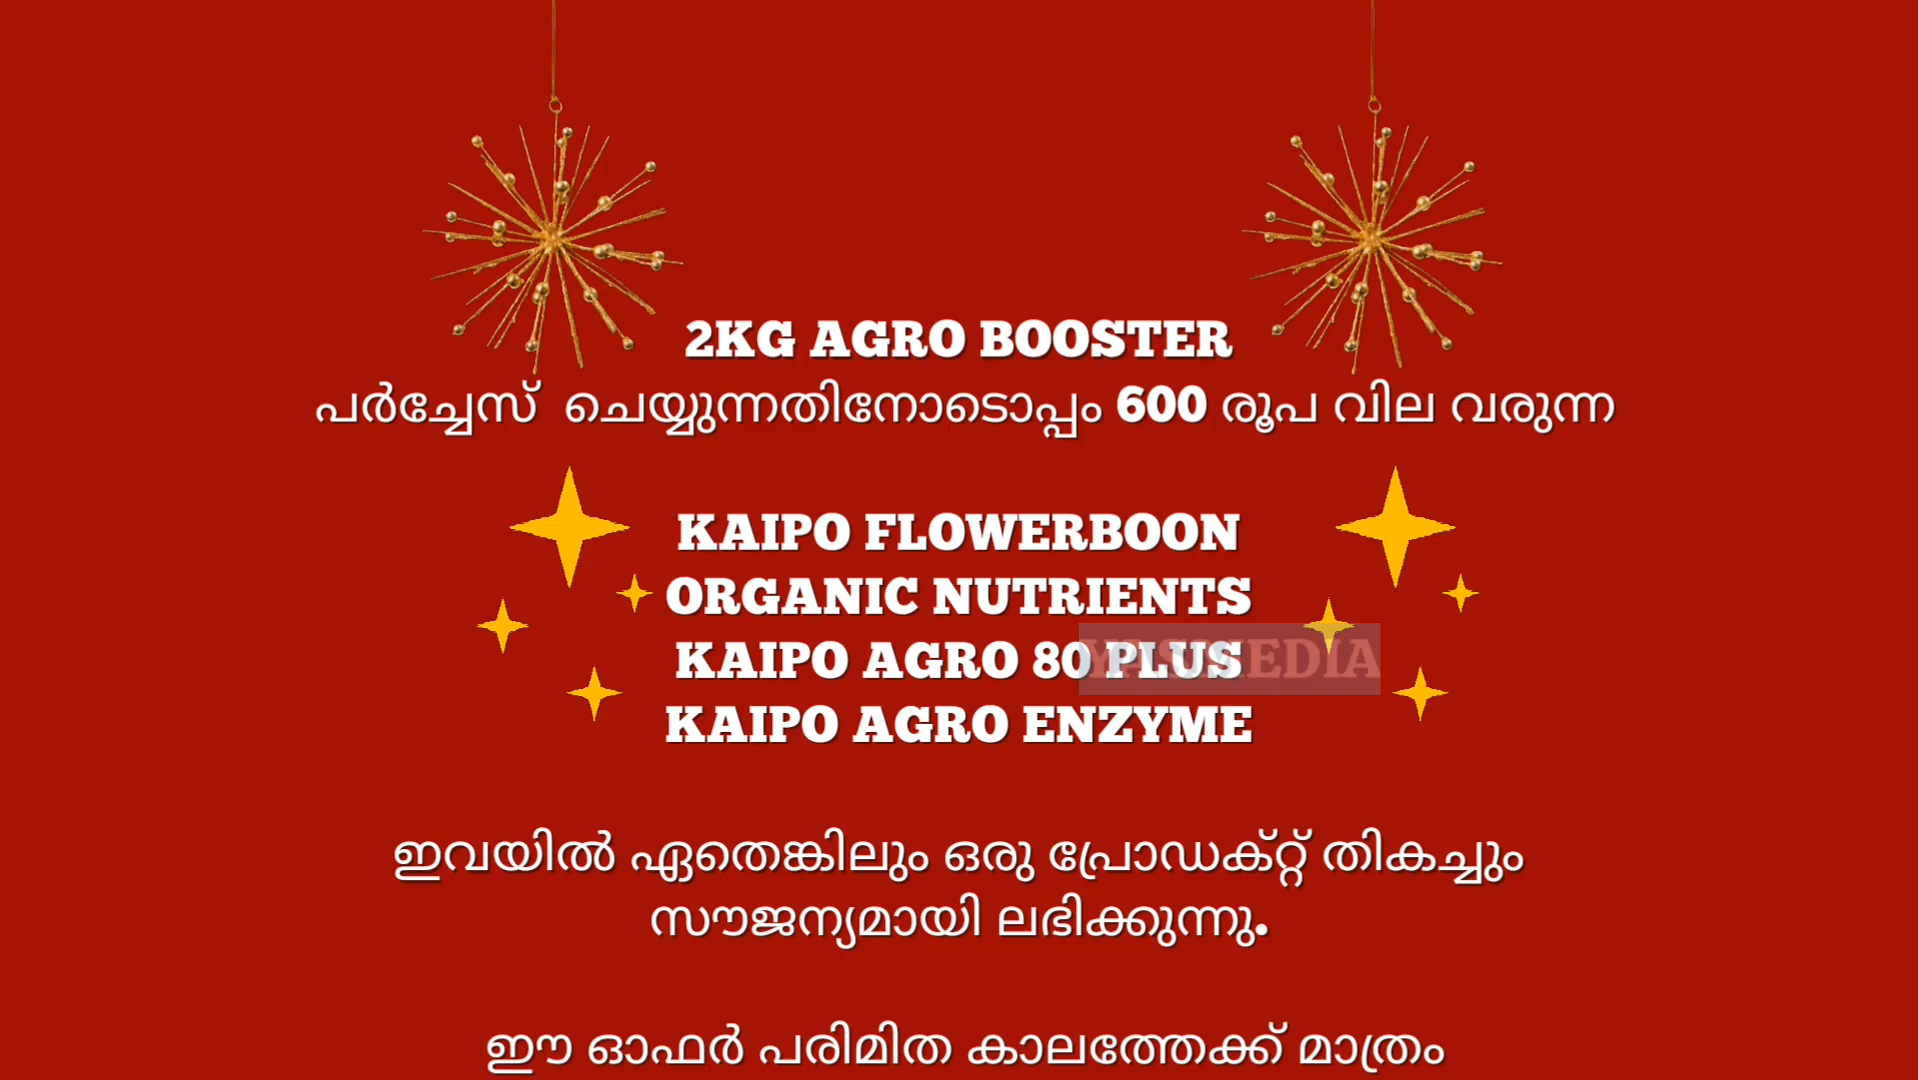 2KG AGRO BOOSTER
പർച്ചേസ് ചെയ്യുന്നതിനോടൊപ്പം 600 രൂപ വില വരുന്ന
KAIPO FLOWERBOON
ORGANIC NUTRIENTS
KAIPO AGRO 80 PLUS
YASMEDIA
KAIPO AGRO ENZYME
ഇവയിൽ ഏതെങ്കിലും ഒരു പ്രോഡക്റ്റ് തികച്ചും
സൗജന്യമായി ലഭിക്കുന്നു.
ഈ ഓഫർ പരിമിത കാലത്തേക്ക് മാത്രം